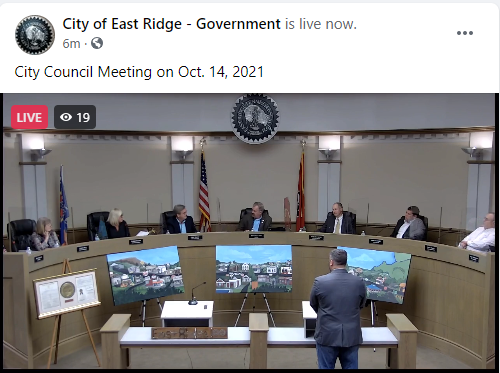 City of East Ridge - Government is live now.
6m ·
City Council Meeting on Oct. 14, 2021
LIVE 19